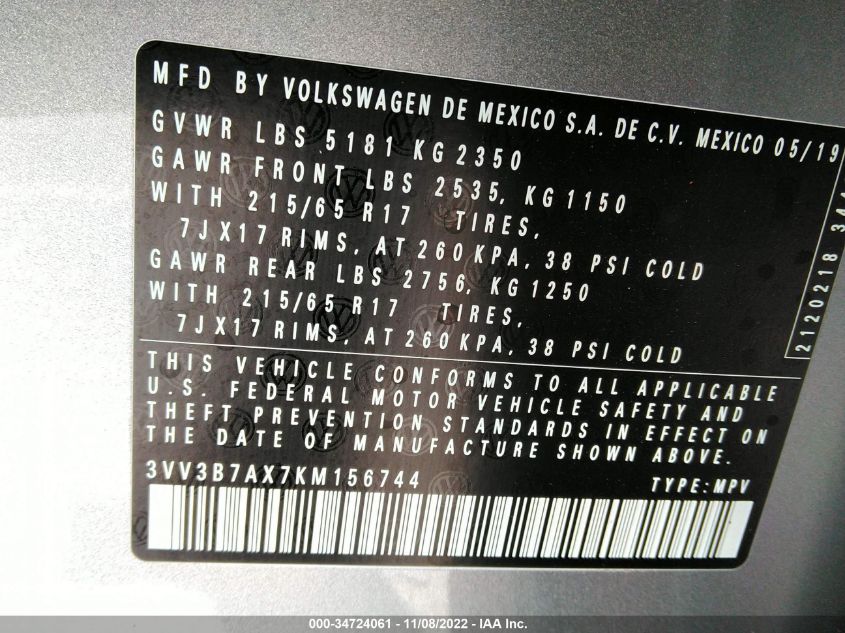 MFD BY VOLKSWAGEN DE MEXICO S.A. DE C.V. MEXICO 05/19
GVWR LBS 5181 KG 2350
GAWR FRONT LBS 2535, KG 1150
WITH 215/65 R17 TIRES,
7JX17 RIMS, AT 260 KPA, 38 PSI COLD
GAWR REAR LBS 2756, KG 1250
WITH 215/65 R17 TIRES,
7JX17 RIMS, AT 260 KPA, 38 PSI COLD
THIS VEHICLE CONFORMS TO ALL APPLICABLE
U.S. FEDERAL MOTOR VEHICLE SAFETY AND
THEFT PREVENTION STANDARDS IN EFFECT ON
THE DATE OF MANUFACTURE SHOWN ABOVE.
3VV3B7AX7KM156744 TYPE: MPV
2120218
000-34724061 - 11/08/2022 - IAA Inc.